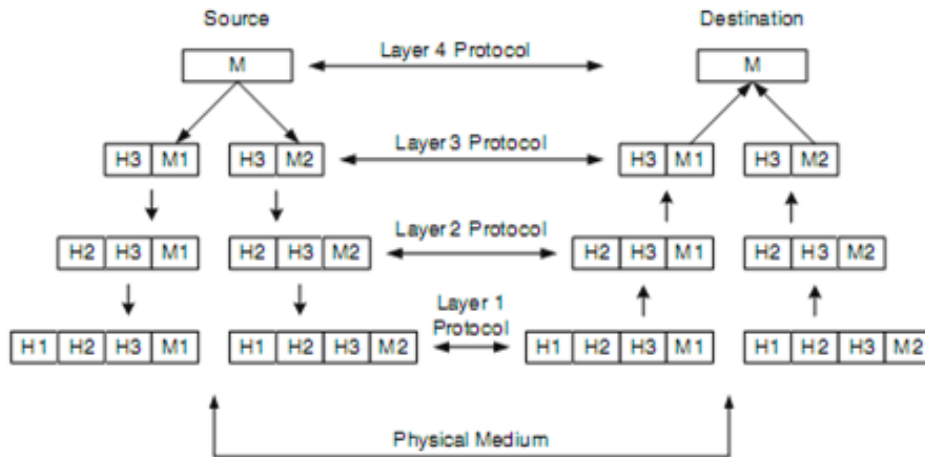 Source Destination
M Layer 4 Protocol M
H3 M1 H3 M2 Layer 3 Protocol H3 M1 H3 M2
H2 H3 M1 H2 H3 M2 Layer 2 Protocol H2 H3 M1 H2 H3 M2
Layer 1
Protocol
H1 H2 H3 M1 H1 H2 H3 M2 H1 H2 H3 M1 H1 H2 H3 M2
Physical Medium